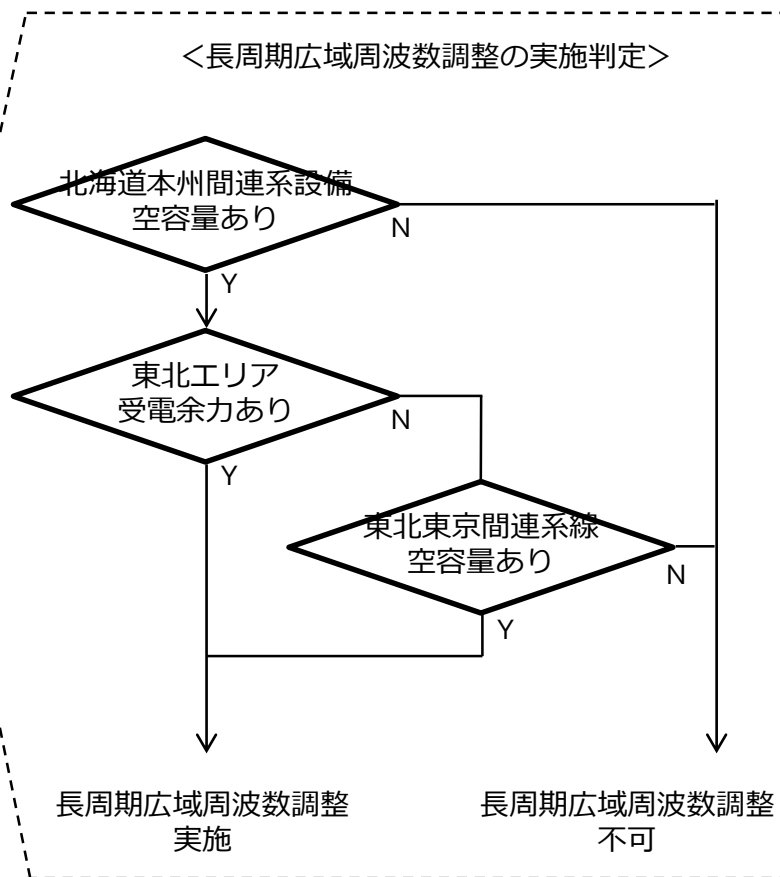 ＜長周期広域周波数調整の実施判定＞
北海道本州間連系設備
空容量あり
N
Y
東北エリア
受電余力あり
N
Y
東北東京間連系線
空容量あり
N
Y
長周期広域周波数調整
実施
長周期広域周波数調整
不可